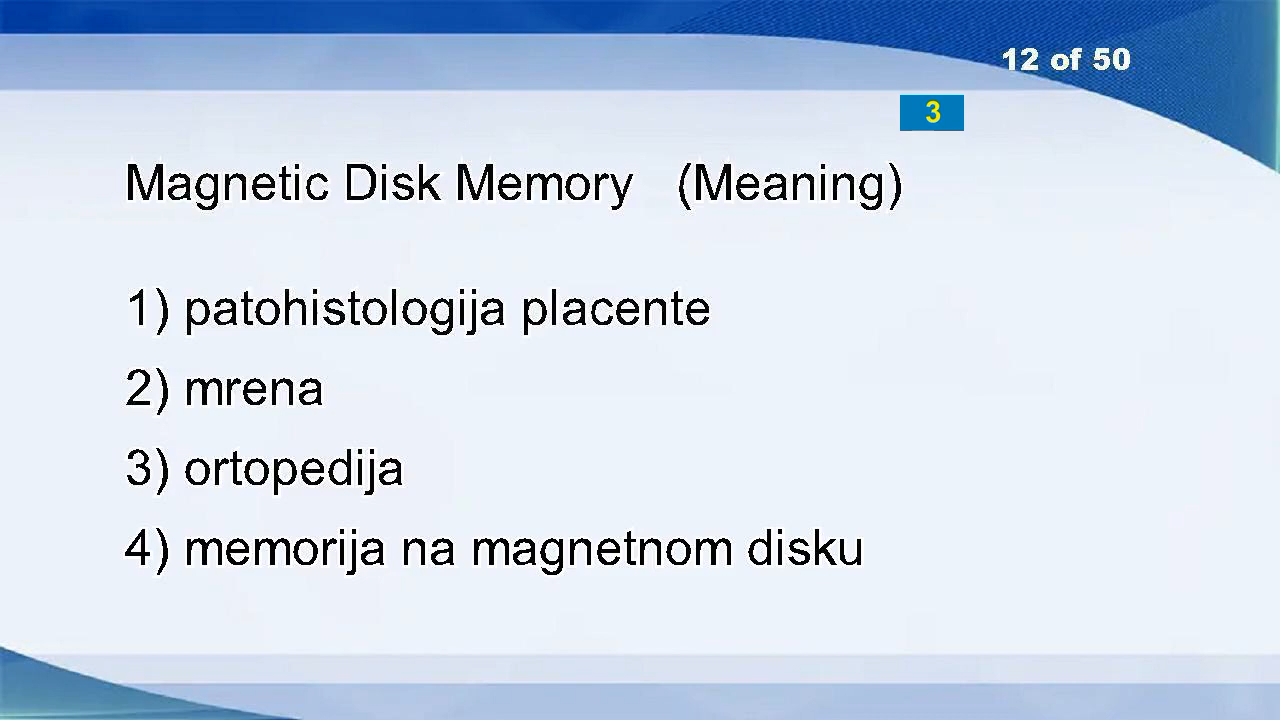 12 of 50
3
Magnetic Disk Memory (Meaning)
1) patohistologija placente
2) mrena
3) ortopedija
4) memorija na magnetnom disku